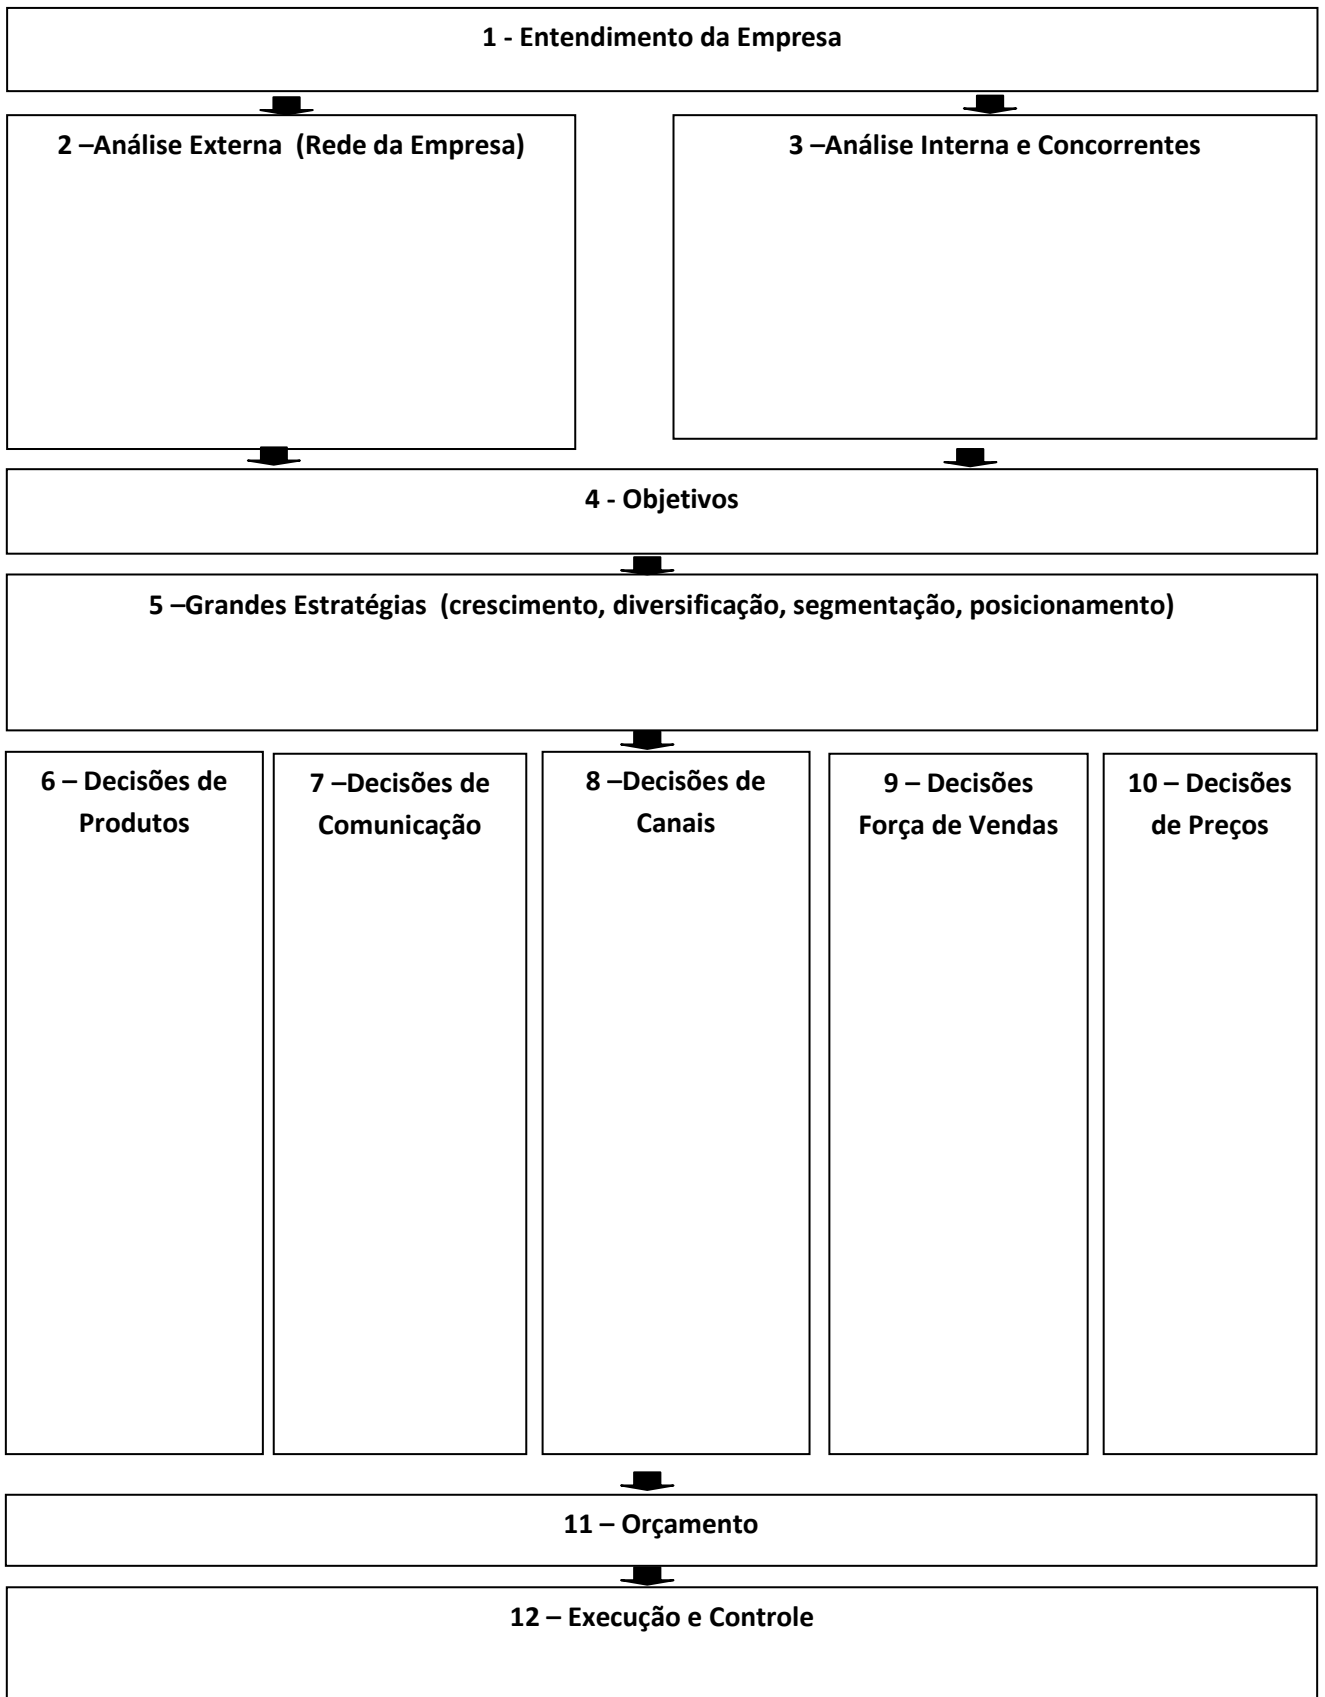 1 - Entendimento da Empresa
2 –Análise Externa  (Rede da Empresa)
3 –Análise Interna e Concorrentes
4 - Objetivos
5 –Grandes Estratégias  (crescimento, diversificação, segmentação, posicionamento)
6 – Decisões de
Produtos
7 –Decisões de
Comunicação
8 –Decisões de
Canais
9 – Decisões
Força de Vendas
10 – Decisões
de Preços
11 – Orçamento
12 – Execução e Controle